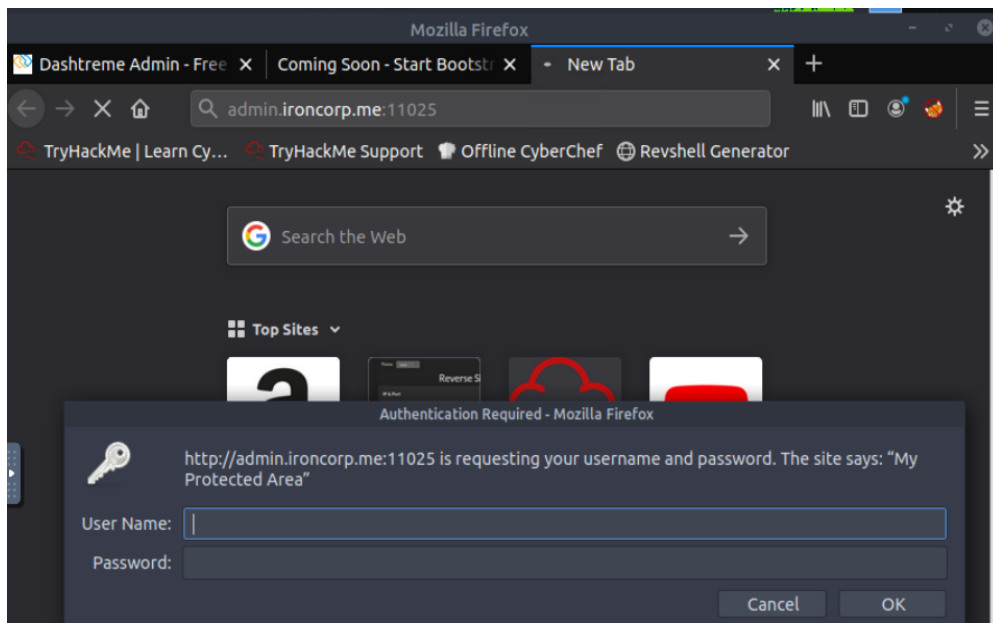 Mozilla Firefox
Dashtreme Admin - Free
Coming Soon - Start Bootstr
New Tab
admin.ironcorp.me:11025
TryHackMe | Learn Cy...
TryHackMe Support
Offline CyberChef
Revshell Generator
Search the Web
Top Sites
Reverse S
Authentication Required - Mozilla Firefox
http://admin.ironcorp.me:11025 is requesting your username and password. The site says: “My
Protected Area”
User Name:
Password:
Cancel
OK